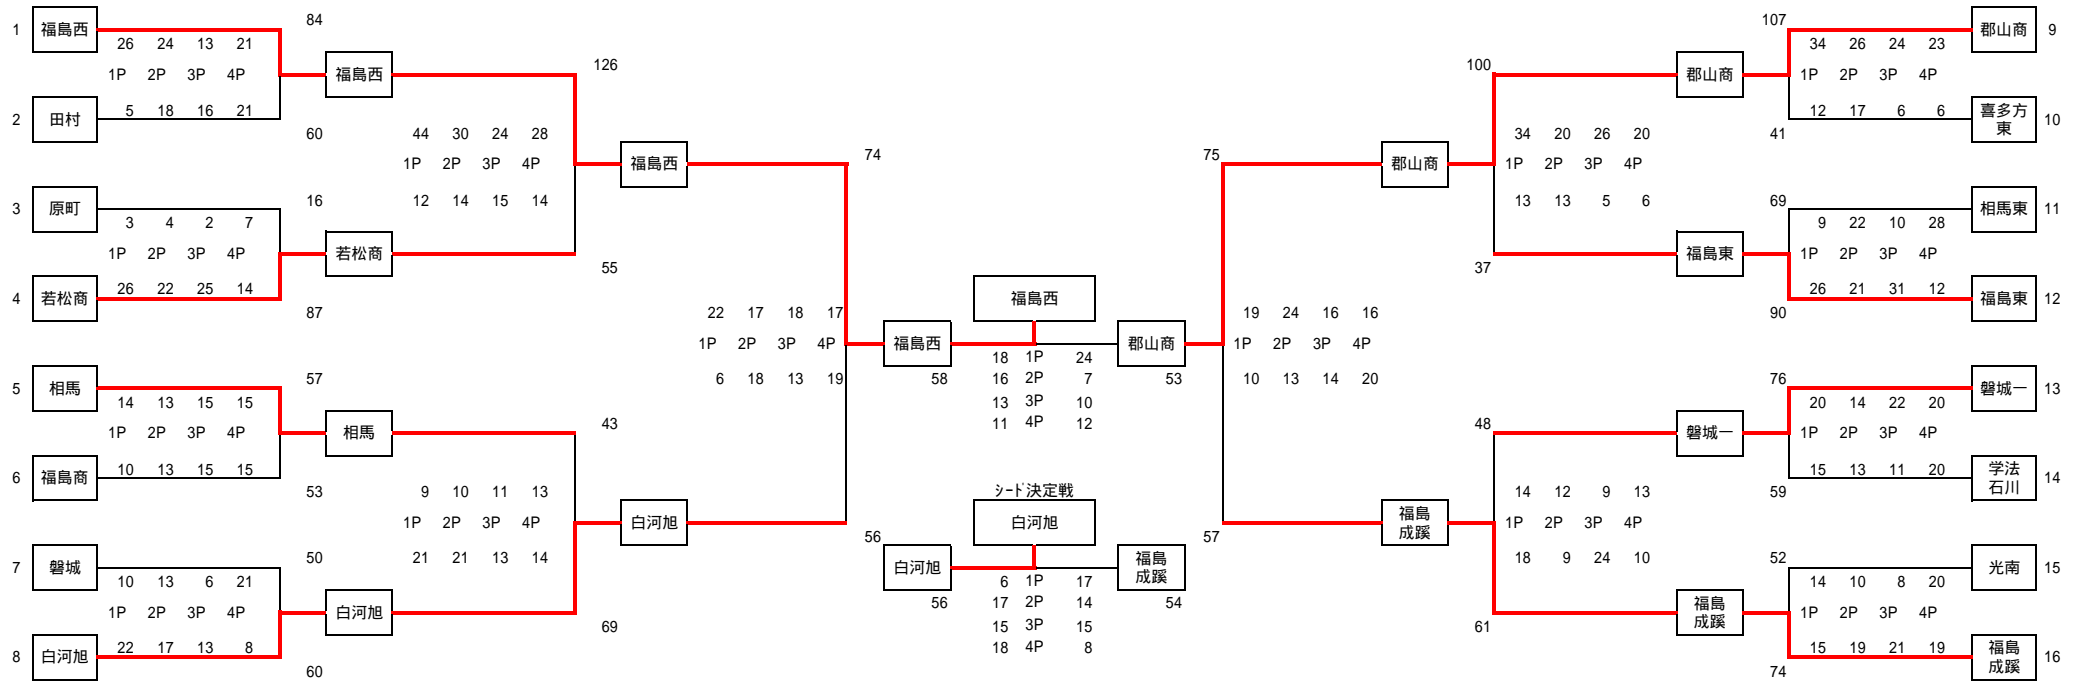 1 福島西 84
26 24 13 21
1P 2P 3P 4P
福島西
5 18 16 21
2 田村 60
126
44 30 24 28
1P 2P 3P 4P
12 14 15 14
福島西
3 原町 16
3 4 2 7
1P 2P 3P 4P
若松商
26 22 25 14
4 若松商 87
55
74
22 17 18 17
1P 2P 3P 4P
6 18 13 19
福島西
58
5 相馬 57
14 13 15 15
1P 2P 3P 4P
相馬
10 13 15 15
6 福島商 53
43
9 10 11 13
1P 2P 3P 4P
21 21 13 14
白河旭
56
7 磐城 50
10 13 6 21
1P 2P 3P 4P
白河旭
22 17 13 8
8 白河旭 60
69
福島西
18 1P 24
16 2P 7
13 3P 10
11 4P 12
シード決定戦
白河旭
白河旭
56
6 1P 17
17 2P 14
15 3P 15
18 4P 8
福島
成蹊
54
郡山商
53
75
19 24 16 16
1P 2P 3P 4P
10 13 14 20
57
郡山商
100
34 20 26 20
1P 2P 3P 4P
13 13 5 6
37
福島
成蹊
48
14 12 9 13
1P 2P 3P 4P
18 9 24 10
61
107 郡山商 9
34 26 24 23
郡山商
1P 2P 3P 4P
12 17 6 6
41
喜多方
東
10
69 相馬東 11
9 22 10 28
福島東
1P 2P 3P 4P
26 21 31 12
90 福島東 12
76 磐城一 13
20 14 22 20
磐城一
1P 2P 3P 4P
15 13 11 20
59
学法
石川
14
52 光南 15
14 10 8 20
福島
成蹊
1P 2P 3P 4P
15 19 21 19
74
福島
成蹊
16